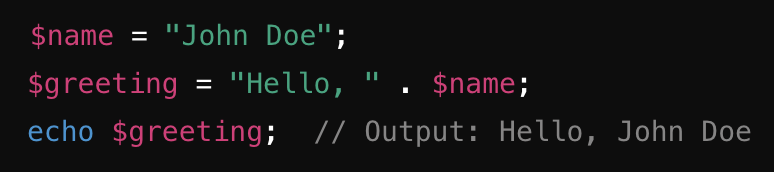 $name = "John Doe";
$greeting = "Hello, " . $name;
echo $greeting;  // Output: Hello, John Doe